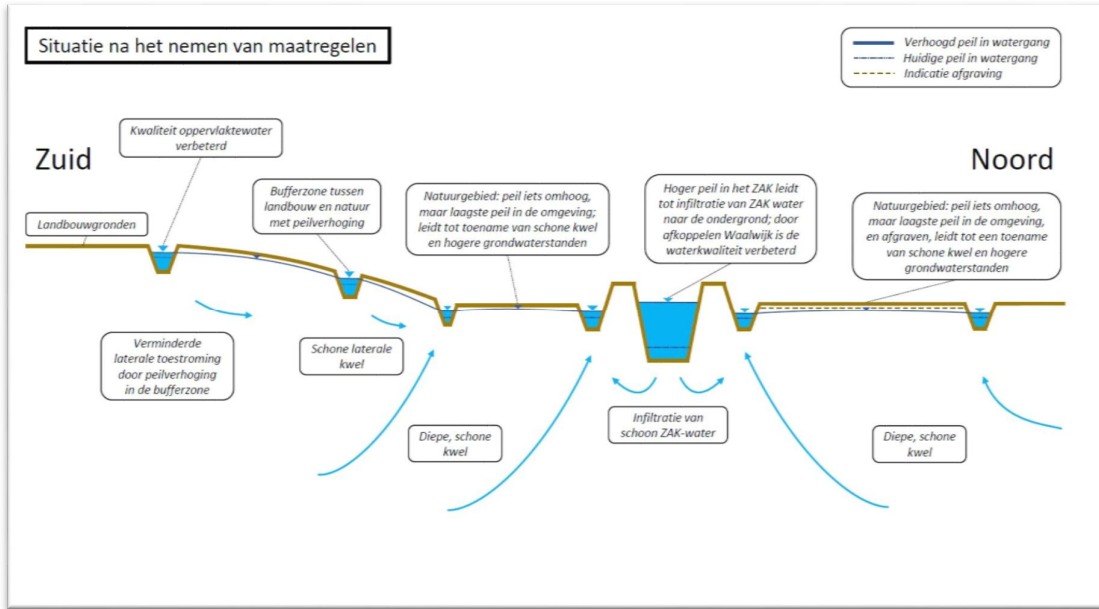 Situatie na het nemen van maatregelen
Verhoogd peil in watergang
Huidige peil in watergang
Indicatie afgraving
Zuid
Noord
Kwaliteit oppervlaktewater
verbeterd
Landbouwgronden
Bufferzone tussen
landbouw en natuur
met peilverhoging
Natuurgebied: peil iets omhoog,
maar laagste peil in de omgeving;
leidt tot toename van schone kwel
en hogere grondwaterstanden
Hoger peil in het ZAK leidt
tot infiltratie van ZAK water
naar de ondergrond; door
afkoppelen Waalwijk is de
waterkwaliteit verbeterd
Natuurgebied: peil iets omhoog,
maar laagste peil in de omgeving,
en afgraven, leidt tot een toename
van schone kwel en hogere
grondwaterstanden
Verminderde
laterale toestroming
door peilverhoging
in de bufferzone
Schone laterale
kwel
Diepe, schone
kwel
Infiltratie van
schoon ZAK-water
Diepe, schone
kwel